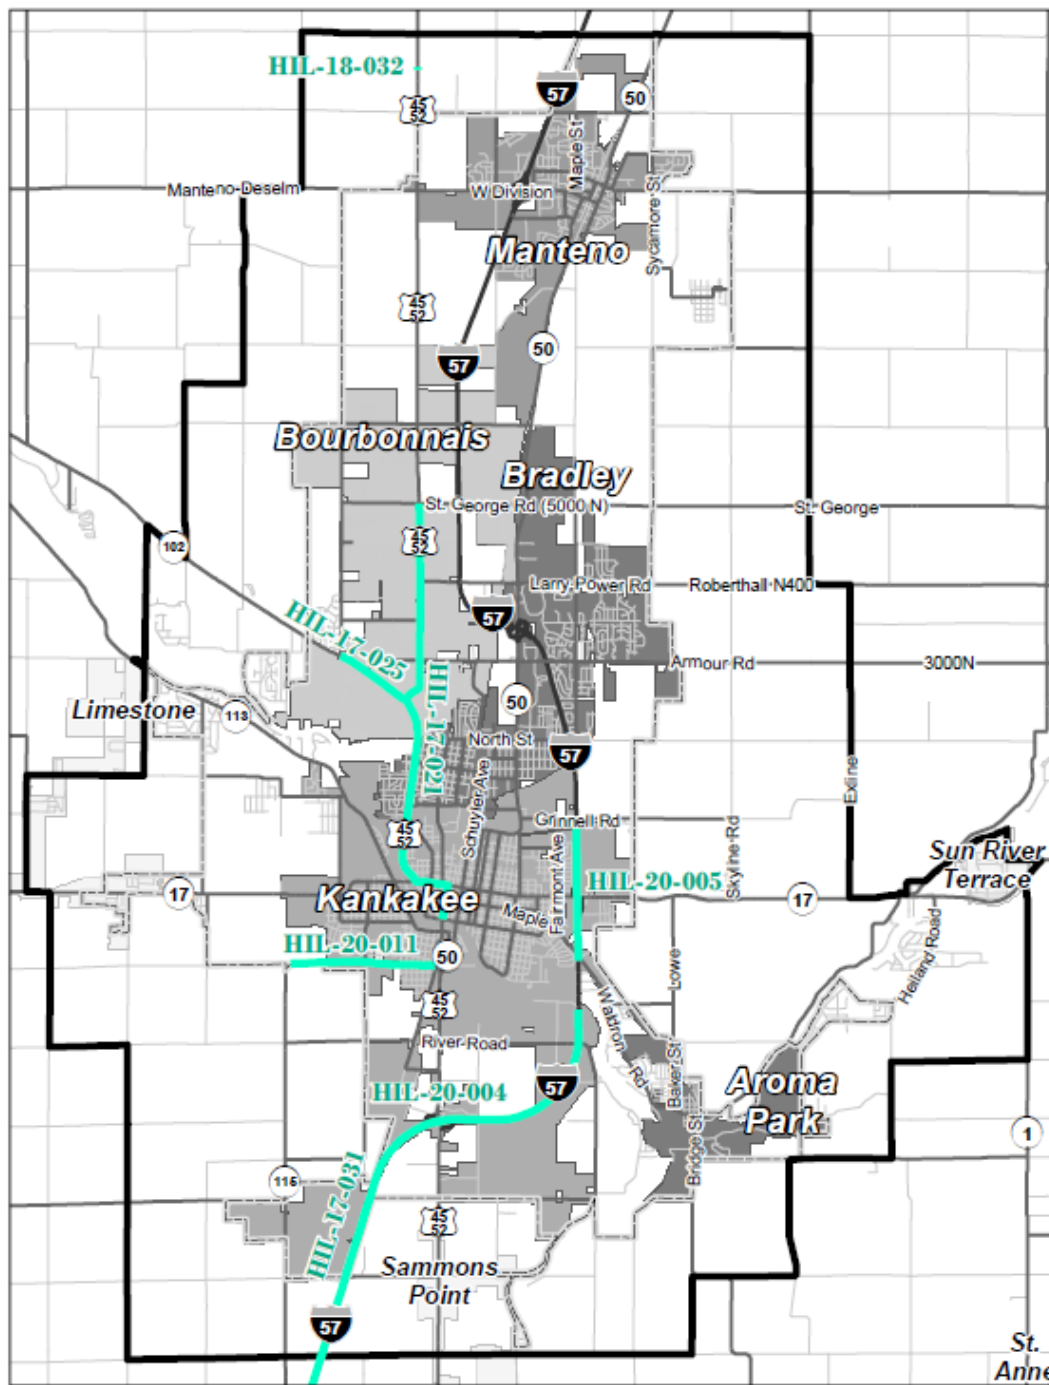 HIL-18-032
57
50
45
52
Maple St
Manteno-Deselm
W Division
Sycamore St
Manteno
45
52
50
57
Bourbonnais
Bradley
St. George Rd (5000 N)
St. George
45
52
102
Larry Power Rd
Roberthall N400
57
HIL-17-025
Armour Rd
3000N
HIL-17-021
50
Limestone
113
North St
57
Exline
Schuyler Ave
Grinnell Rd
45
52
Skyline Rd
Sun River
Terrace
Fairmont Ave
HIL-20-005
17
Kankakee
17
Maple
Heiland Road
HIL-20-011
50
Lowe
45
52
Waldron Rd
River Road
Baker St
HIL-20-004
57
Aroma
Park
Bridge St
1
HIL-17-031
115
45
52
Sammons
Point
57
St.
Anne